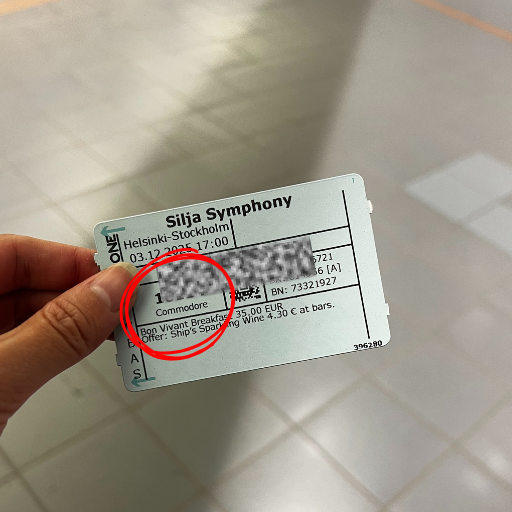 Silja Symphony
Helsinki-Stockholm
03.12.2025 17:00
5721
[A]
Commodore
BN: 73321927
Bon Vivant Breakfast 35.00 EUR
Offer: Ship's Sparkling Wine 4.30 € at bars.
ONE
B A S
396280